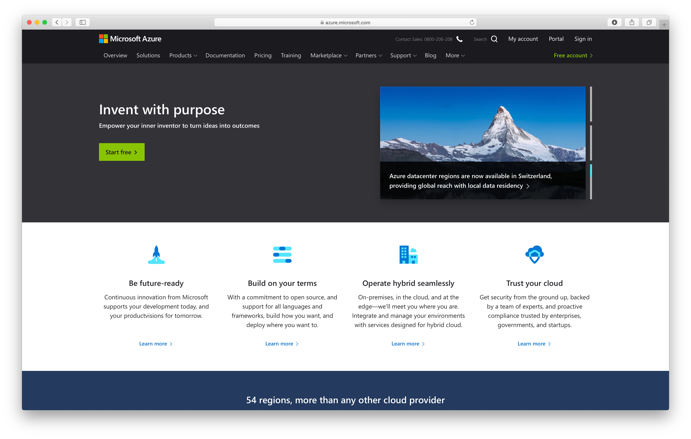 azure.microsoft.com
Microsoft Azure
Contact Sales: 0800-206-208
Search
My account
Portal
Sign in
Overview
Solutions
Products
Documentation
Pricing
Training
Marketplace
Partners
Support
Blog
More
Free account
Invent with purpose
Empower your inner inventor to turn ideas into outcomes
Start free
Azure datacenter regions are now available in Switzerland,
providing global reach with local data residency
Be future-ready
Continuous innovation from Microsoft
supports your development today, and
your productvisions for tomorrow.
Learn more
Build on your terms
With a commitment to open source, and
support for all languages and
frameworks, build how you want, and
deploy where you want to.
Learn more
Operate hybrid seamlessly
On-premises, in the cloud, and at the
edge—we'll meet you where you are.
Integrate and manage your environments
with services designed for hybrid cloud.
Learn more
Trust your cloud
Get security from the ground up, backed
by a team of experts, and proactive
compliance trusted by enterprises,
governments, and startups.
Learn more
54 regions, more than any other cloud provider